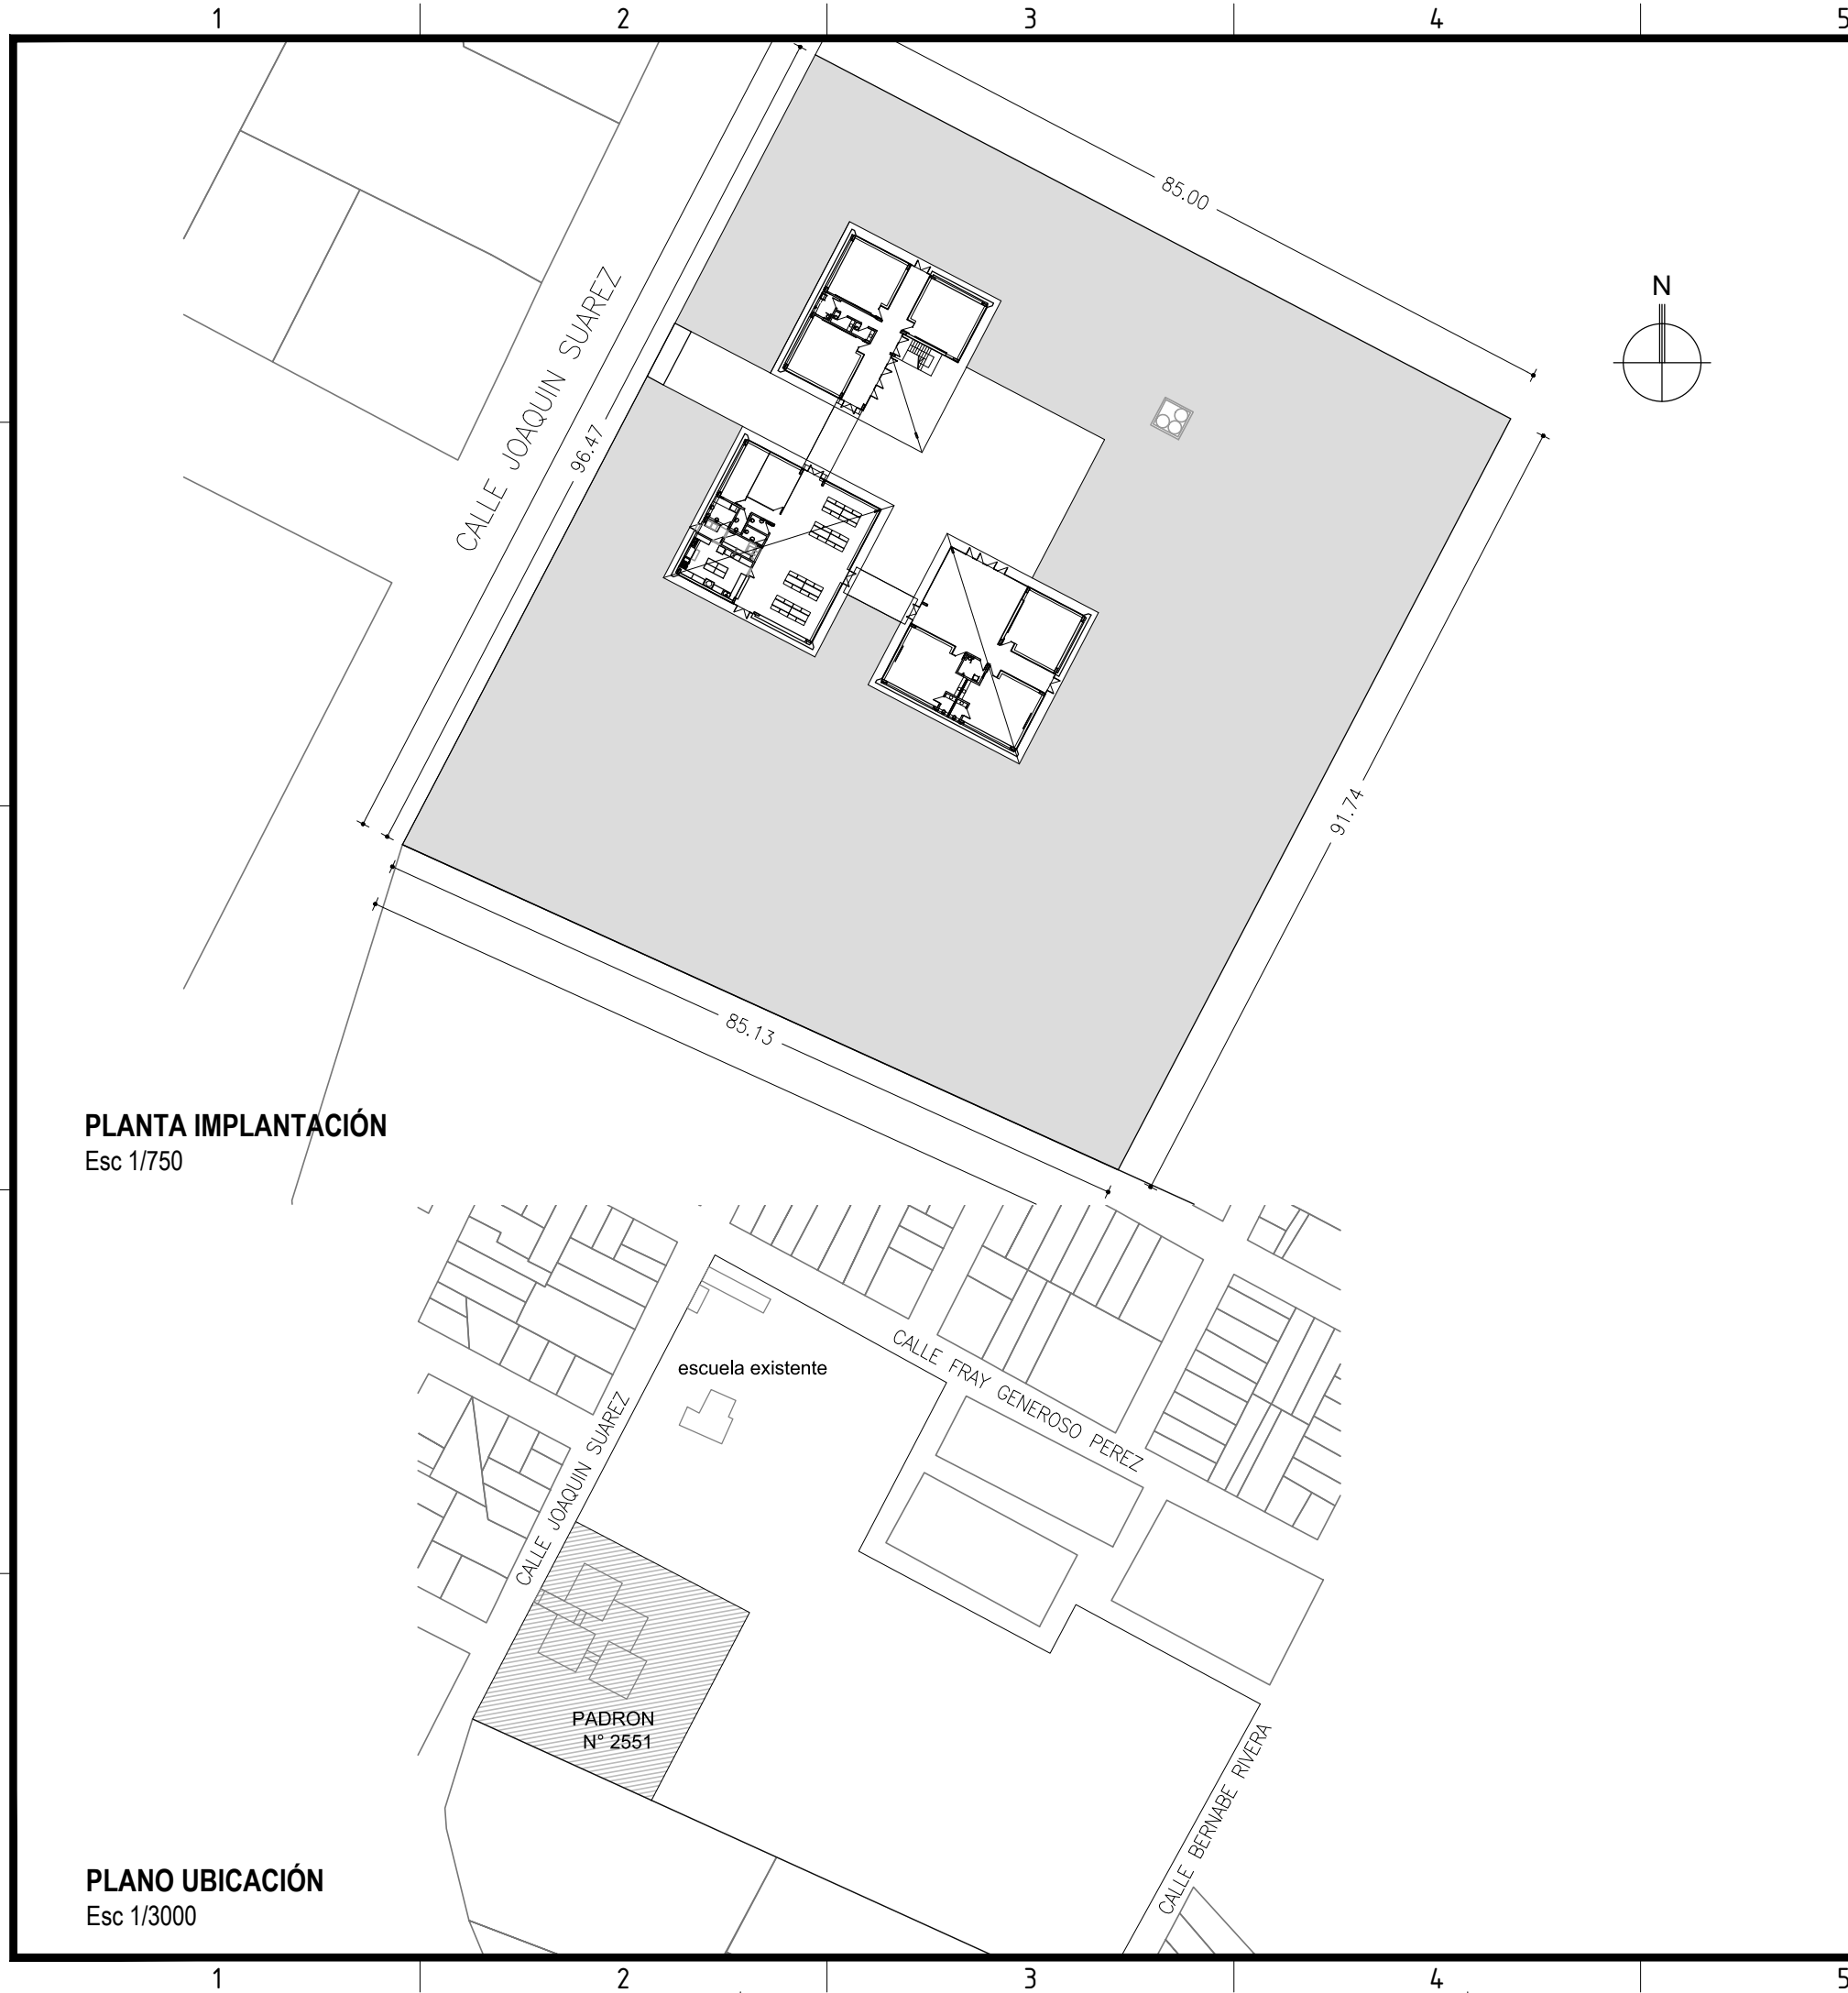 1 2 3 4 5
85.00
N
CALLE JOAQUIN SUAREZ
96.47
91.74
85.13
PLANTA IMPLANTACIÓN
Esc 1/750
escuela existente
CALLE FRAY GENEROSO PEREZ
CALLE JOAQUIN SUAREZ
PADRON
N° 2551
CALLE BERNABE RIVERA
PLANO UBICACIÓN
Esc 1/3000
1 2 3 4 5